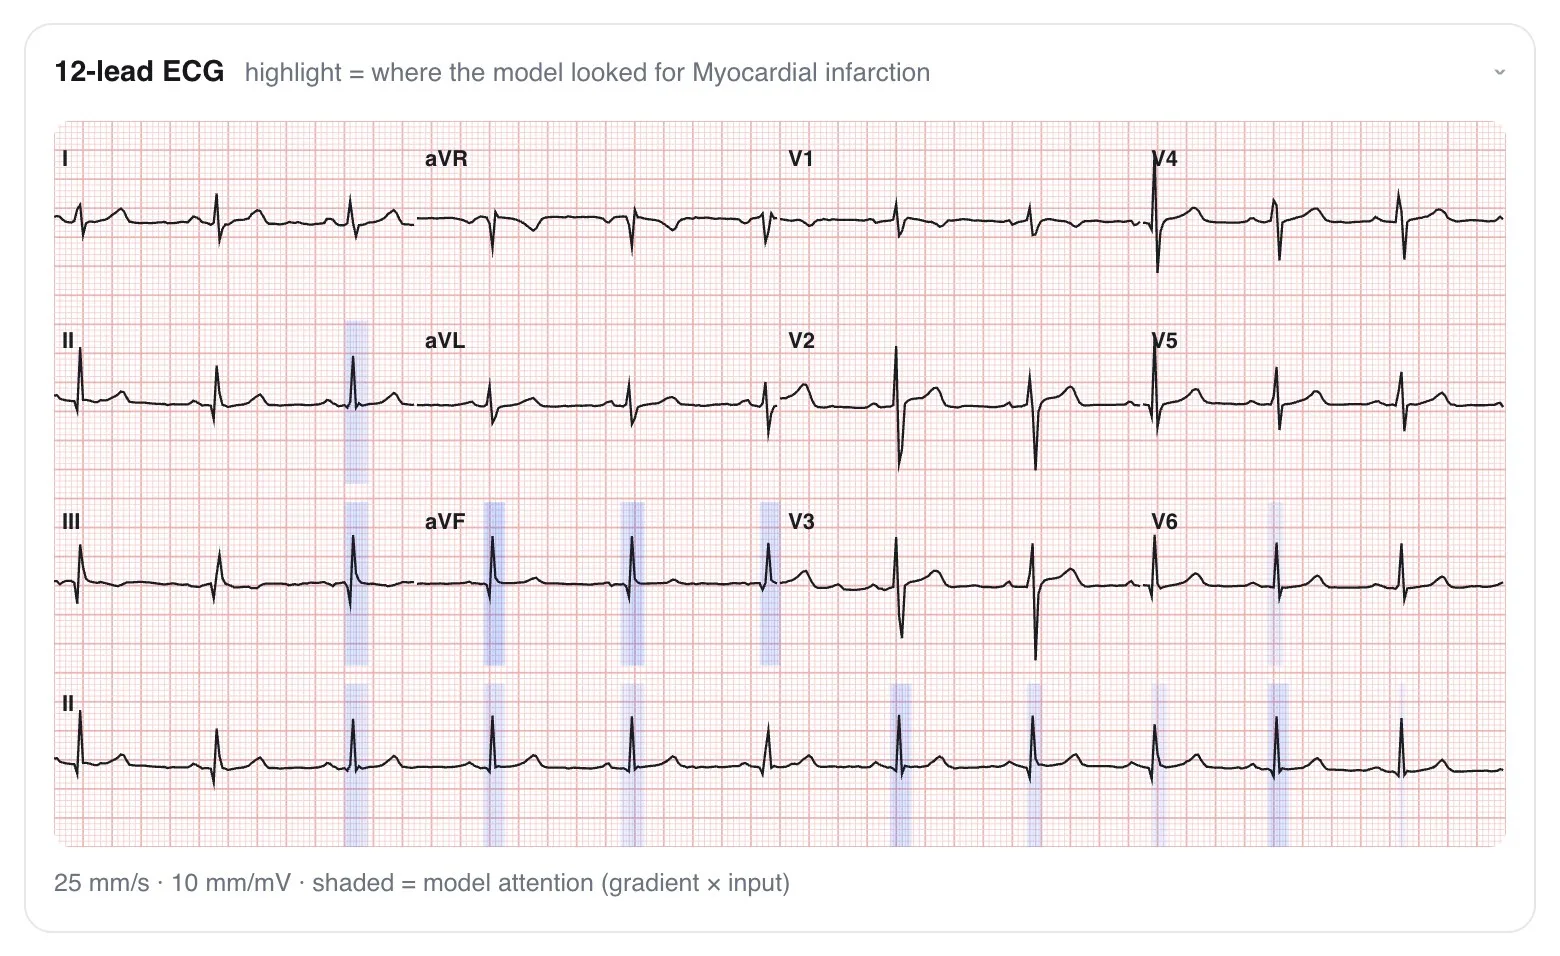 12-lead ECG highlight = where the model looked for Myocardial infarction
I aVR V1 V4
II aVL V2 V5
III aVF V3 V6
II
25 mm/s · 10 mm/mV · shaded = model attention (gradient × input)